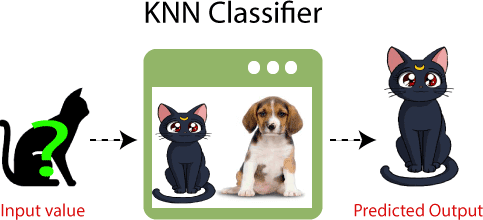 KNN Classifier
?
Input value
Predicted Output